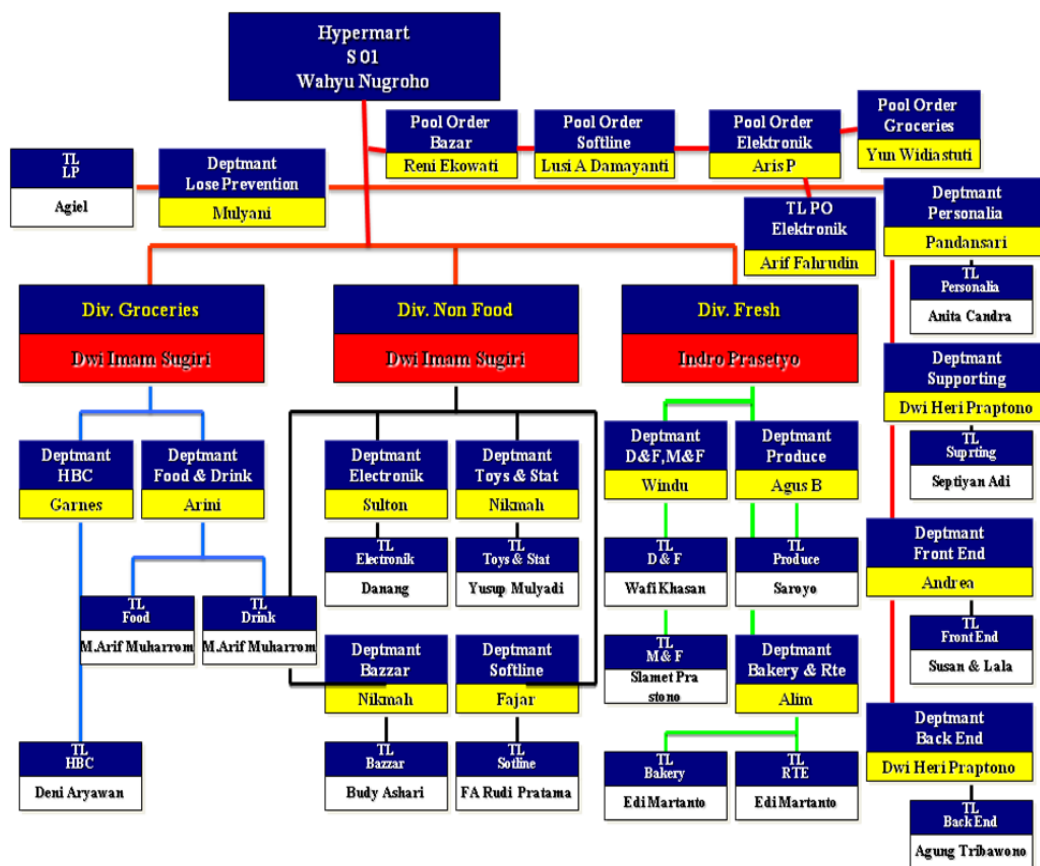 Hypermart
S 01
Wahyu Nugroho
Pool Order
Bazar
Reni Ekowati
Pool Order
Softline
Lusi A Damayanti
Pool Order
Elektronik
Aris P
Pool Order
Groceries
Yun Widiastuti
TL
LP
Agiel
Deptmant
Lose Prevention
Mulyani
TL PO
Elektronik
Arif Fahrudin
Deptmant
Personalia
Pandansari
TL
Personalia
Anita Candra
Div. Groceries
Dwi Imam Sugiri
Div. Non Food
Dwi Imam Sugiri
Div. Fresh
Indro Prasetyo
Deptmant
Supporting
Dwi Heri Praptono
TL
Suprting
Septiyan Adi
Deptmant
HBC
Garnes
Deptmant
Food & Drink
Arini
Deptmant
Electronik
Sulton
Deptmant
Toys & Stat
Nikmah
Deptmant
D&F,M&F
Windu
Deptmant
Produce
Agus B
TL
Electronik
Danang
TL
Toys & Stat
Yusup Mulyadi
TL
D & F
Wafi Khasan
TL
Produce
Saroyo
Deptmant
Front End
Andrea
TL
Food
M.Arif Muharrom
TL
Drink
M.Arif Muharrom
TL
Front End
Susan & Lala
Deptmant
Bazzar
Nikmah
Deptmant
Softline
Fajar
TL
M & F
Slamet Pra
stono
Deptmant
Bakery & Rte
Alim
Deptmant
Back End
Dwi Heri Praptono
TL
HBC
Deni Aryawan
TL
Bazzar
Budy Ashari
TL
Sotline
FA Rudi Pratama
TL
Bakery
Edi Martanto
TL
RTE
Edi Martanto
TL
Back End
Agung Tribawono